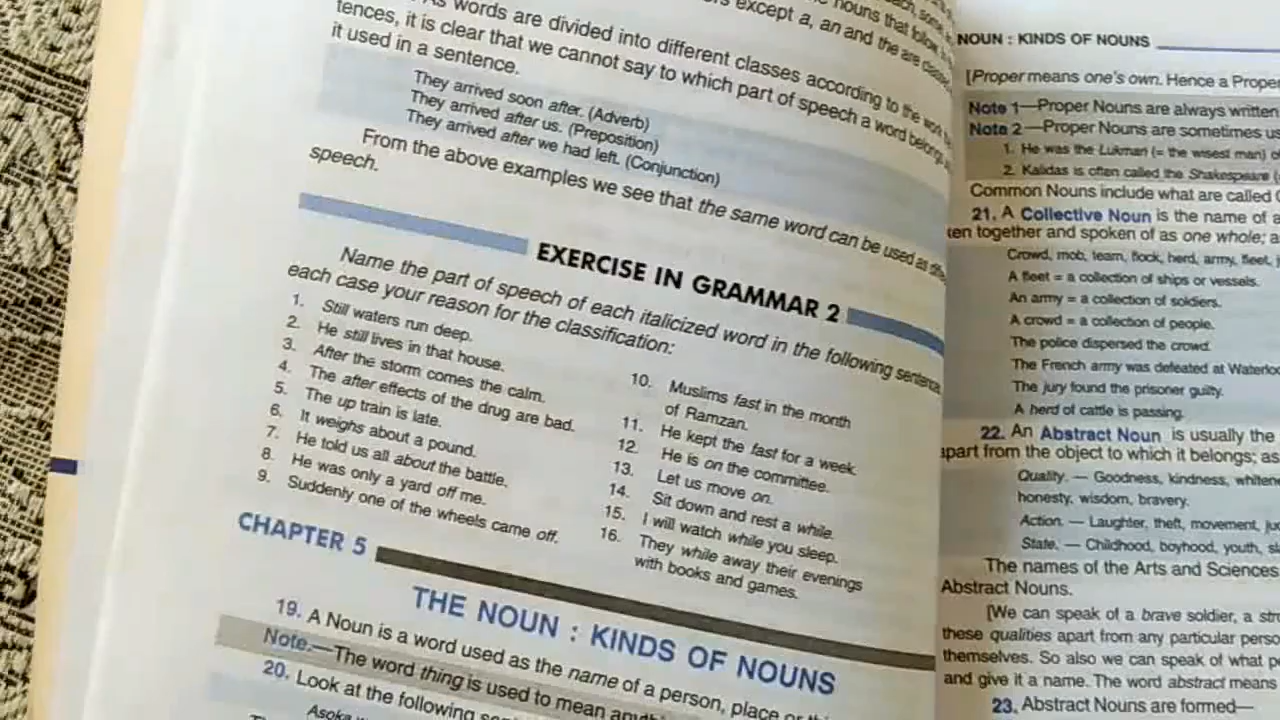 nouns that follow
except a, an and the are
As words are divided into different classes according to the work
tences, it is clear that we cannot say to which part of speech a word belongs
it used in a sentence.
They arrived soon after. (Adverb)
They arrived after us. (Preposition)
They arrived after we had left. (Conjunction)
From the above examples we see that the same word can be used as
speech.
EXERCISE IN GRAMMAR 2
Name the part of speech of each italicized word in the following
each case your reason for the classification:
1. Still waters run deep.
2. He still lives in that house.
3. After the storm comes the calm.
4. The after effects of the drug are bad.
5. The up train is late.
6. It weighs about a pound.
7. He told us all about the battle.
8. He was only a yard off me.
9. Suddenly one of the wheels came off.
10. Muslims fast in the month
of Ramzan.
11. He kept the fast for a week.
12. He is on the committee.
13. Let us move on.
14. Sit down and rest a while.
15. I will watch while you sleep.
16. They while away their evenings
with books and games.
CHAPTER 5
THE NOUN : KINDS OF NOUNS
19. A Noun is a word used as the name of a person, place or
Note.—The word thing is used to mean
20. Look at the following
Asoka
NOUN : KINDS OF NOUNS
[Proper means one's own. Hence a Proper
Note 1—Proper Nouns are always written
Note 2—Proper Nouns are sometimes
1. He was the Lukman (= the wisest man)
2. Kalidas is often called the Shakespeare (
Common Nouns include what are called
21. A Collective Noun is the name of a
ken together and spoken of as one whole;
Crowd, mob, team, flock, herd, army, fleet,
A fleet = a collection of ships or vessels.
An army = a collection of soldiers.
A crowd = a collection of people.
The police dispersed the crowd.
The French army was defeated at
The jury found the prisoner guilty.
A herd of cattle is passing.
22. An Abstract Noun is usually the
apart from the object to which it belongs; as
Quality. — Goodness, kindness,
honesty, wisdom, bravery.
Action. — Laughter, theft, movement,
State. — Childhood, boyhood, youth,
The names of the Arts and Sciences
Abstract Nouns.
[We can speak of a brave soldier, a
these qualities apart from any particular
themselves. So also we can speak of what
and give it a name. The word abstract means
23. Abstract Nouns are formed—